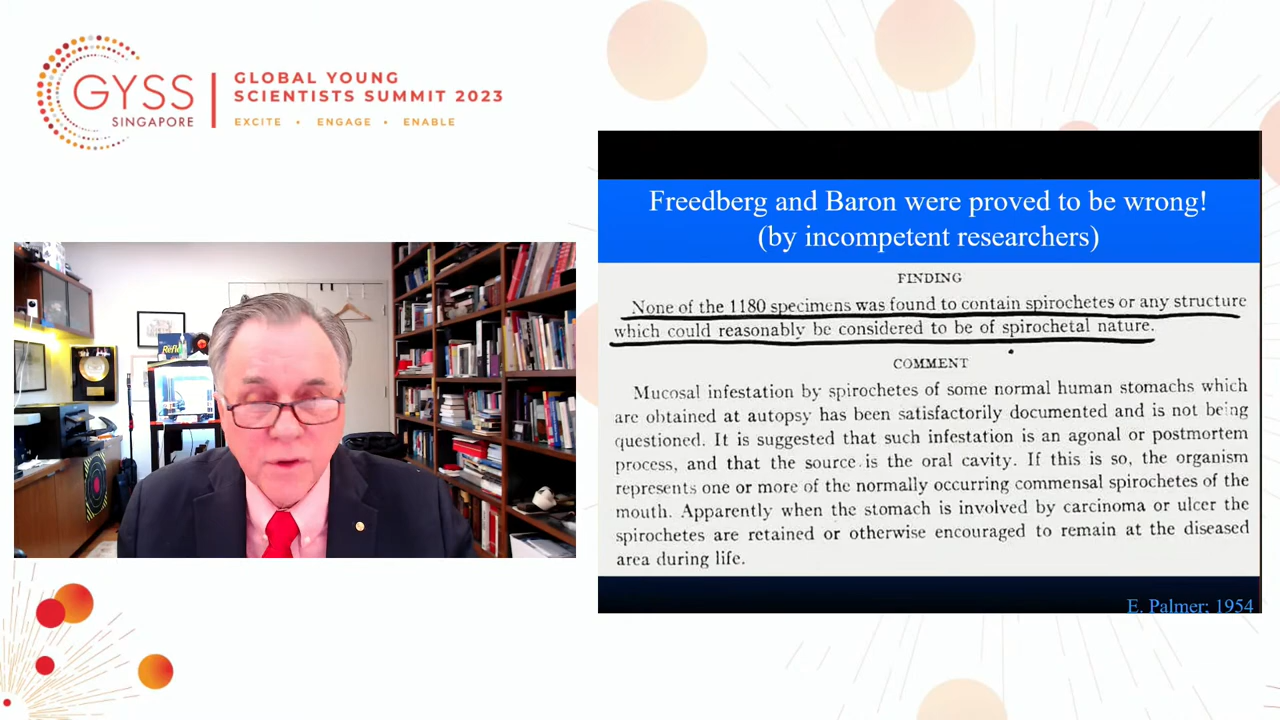 GYSS
SINGAPORE
GLOBAL YOUNG
SCIENTISTS SUMMIT 2023
EXCITE • ENGAGE • ENABLE
Freedberg and Baron were proved to be wrong!
(by incompetent researchers)
FINDING
None of the 1180 specimens was found to contain spirochetes or any structure
which could reasonably be considered to be of spirochetal nature.
COMMENT
Mucosal infestation by spirochetes of some normal human stomachs which
are obtained at autopsy has been satisfactorily documented and is not being
questioned. It is suggested that such infestation is an agonal or postmortem
process, and that the source is the oral cavity. If this is so, the organism
represents one or more of the normally occurring commensal spirochetes of the
mouth. Apparently when the stomach is involved by carcinoma or ulcer the
spirochetes are retained or otherwise encouraged to remain at the diseased
area during life.
E. Palmer; 1954